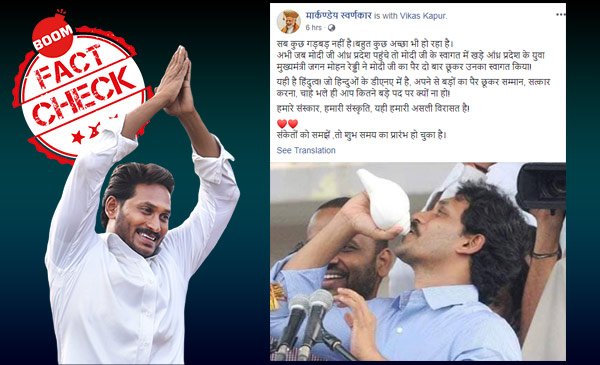 BOOM
FACT
CHECK
मार्कण्डेय स्वर्णकार is with Vikas Kapur.
6 hrs ·
सब कुछ गड़बड़ नहीं है।बहुत कुछ अच्छा भी हो रहा है।
अभी जब मोदी जी आंध्र प्रदेश पहुंचे तो मोदी जी के स्वागत में खड़े आंध्र प्रदेश के युवा
मुख्यमंत्री जगन मोहन रेड्डी ने मोदी जी का पैर दो बार छूकर उनका स्वागत किया!
यही है हिंदुत्व! जो हिन्दुओं के डीएनए में है, अपने से बड़ों का पैर छूकर सम्मान, सत्कार
करना, चाहे भले ही आप कितने बड़े पद पर क्यों ना हो!
हमारे संस्कार, हमारी संस्कृति, यही हमारी असली विरासत है!
संकेतों को समझें ,तो शुभ समय का प्रारंभ हो चुका है।
See Translation